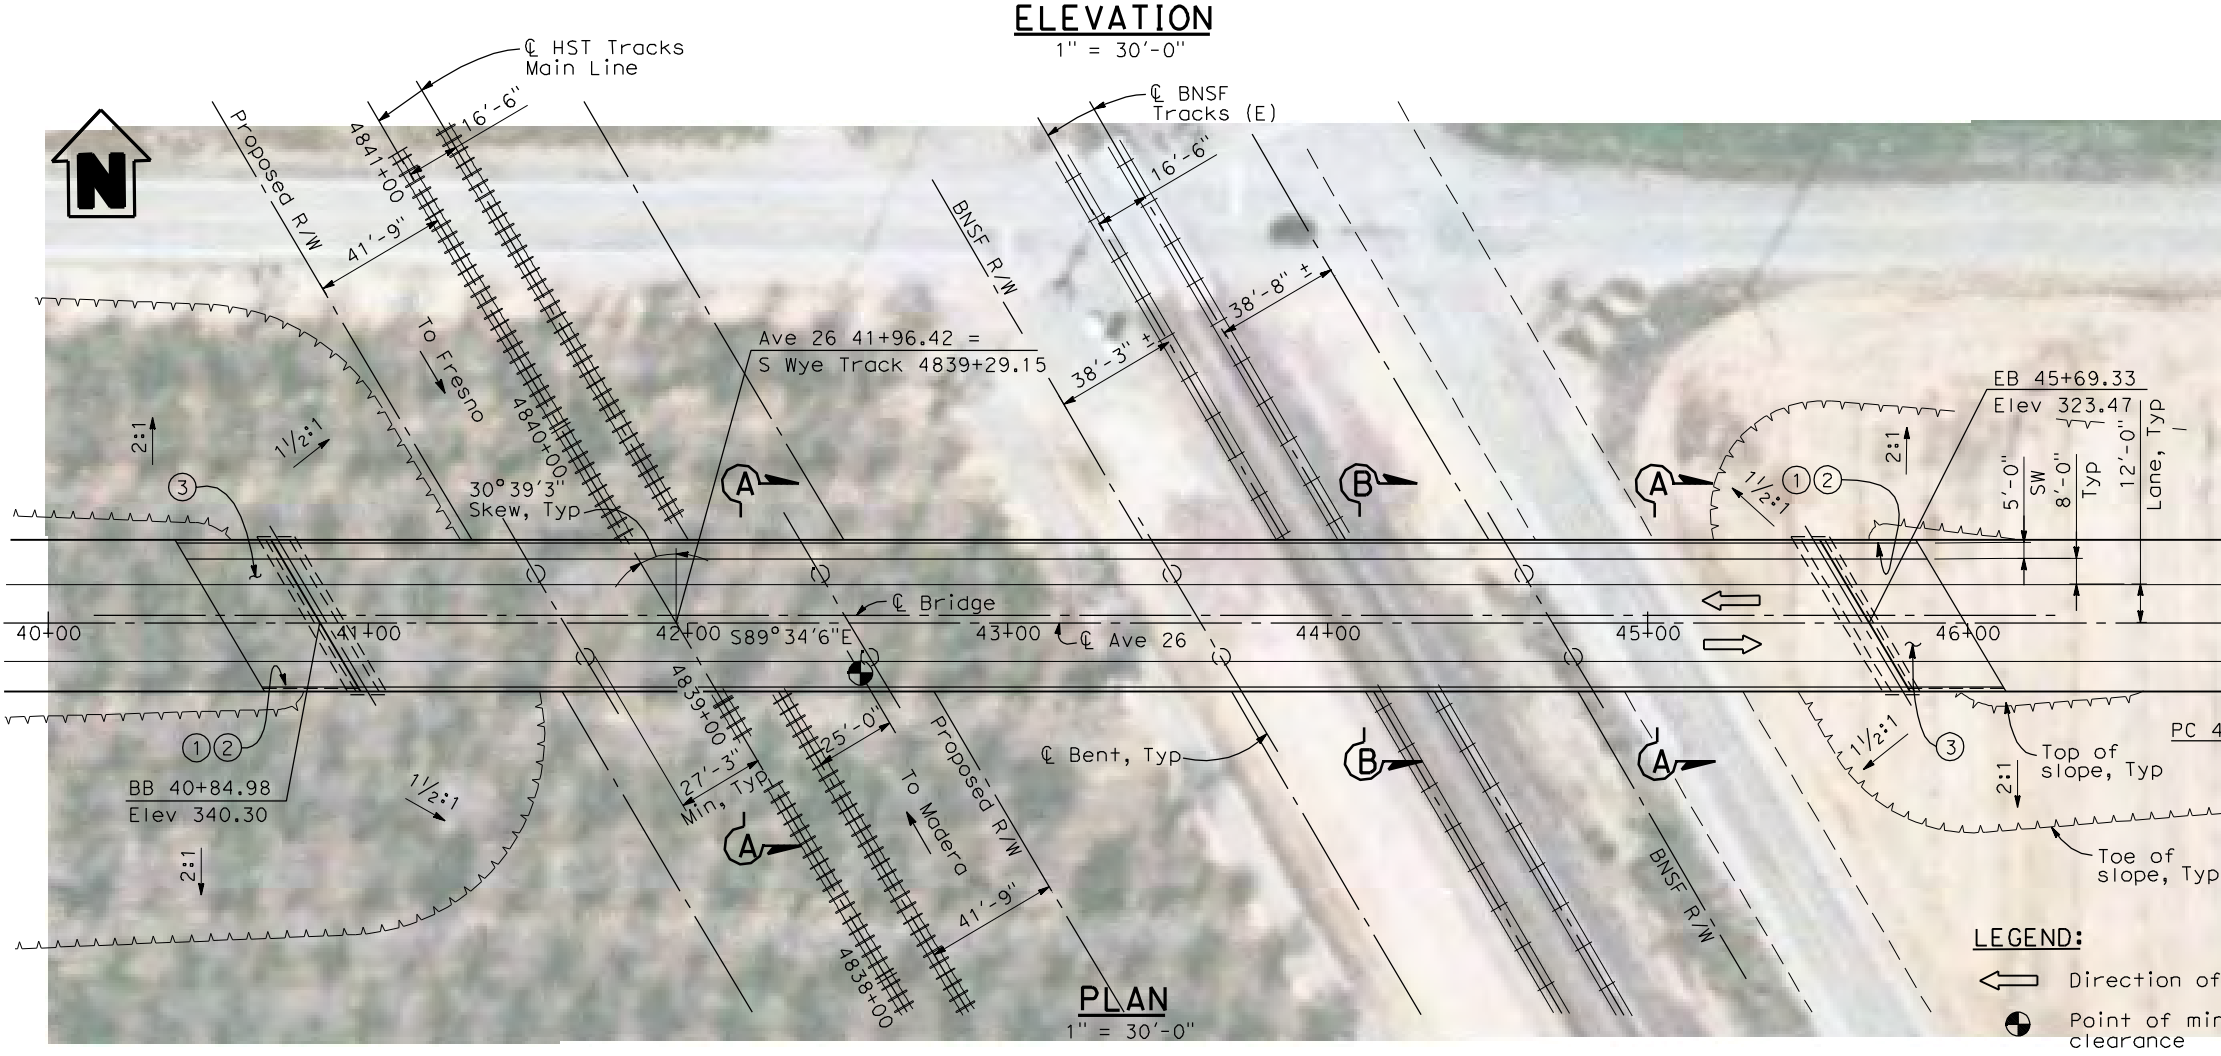 ELEVATION
1" = 30'-0"
℄ HST Tracks
Main Line
16'-6"
℄ BNSF
Tracks (E)
16'-6"
N
Proposed R/W
4841+00
41'-9"
BNSF R/W
38'-8" ±
38'-3" ±
To Fresno
Ave 26 41+96.42 =
S Wye Track 4839+29.15
EB 45+69.33
Elev 323.47
2:1
1½:1
4840+00
3
30°39'3"
Skew, Typ
A
B
A
1½:1
1 2
2:1
5'-0"
SW
8'-0"
Typ
12'-0"
Lane, Typ
℄ Bridge
40+00
41+00
42+00
S89°34'6"E
43+00
℄ Ave 26
44+00
45+00
46+00
4839+00
1 2
BB 40+84.98
Elev 340.30
1½:1
2:1
27'-3"
Min, Typ
25'-0"
Proposed R/W
To Madera
A
41'-9"
4838+00
℄ Bent, Typ
B
A
BNSF R/W
1½:1
3
2:1
Top of
slope, Typ
PC 4
Toe of
slope, Typ
LEGEND:
Direction of
Point of mir
clearance
PLAN
1" = 30'-0"